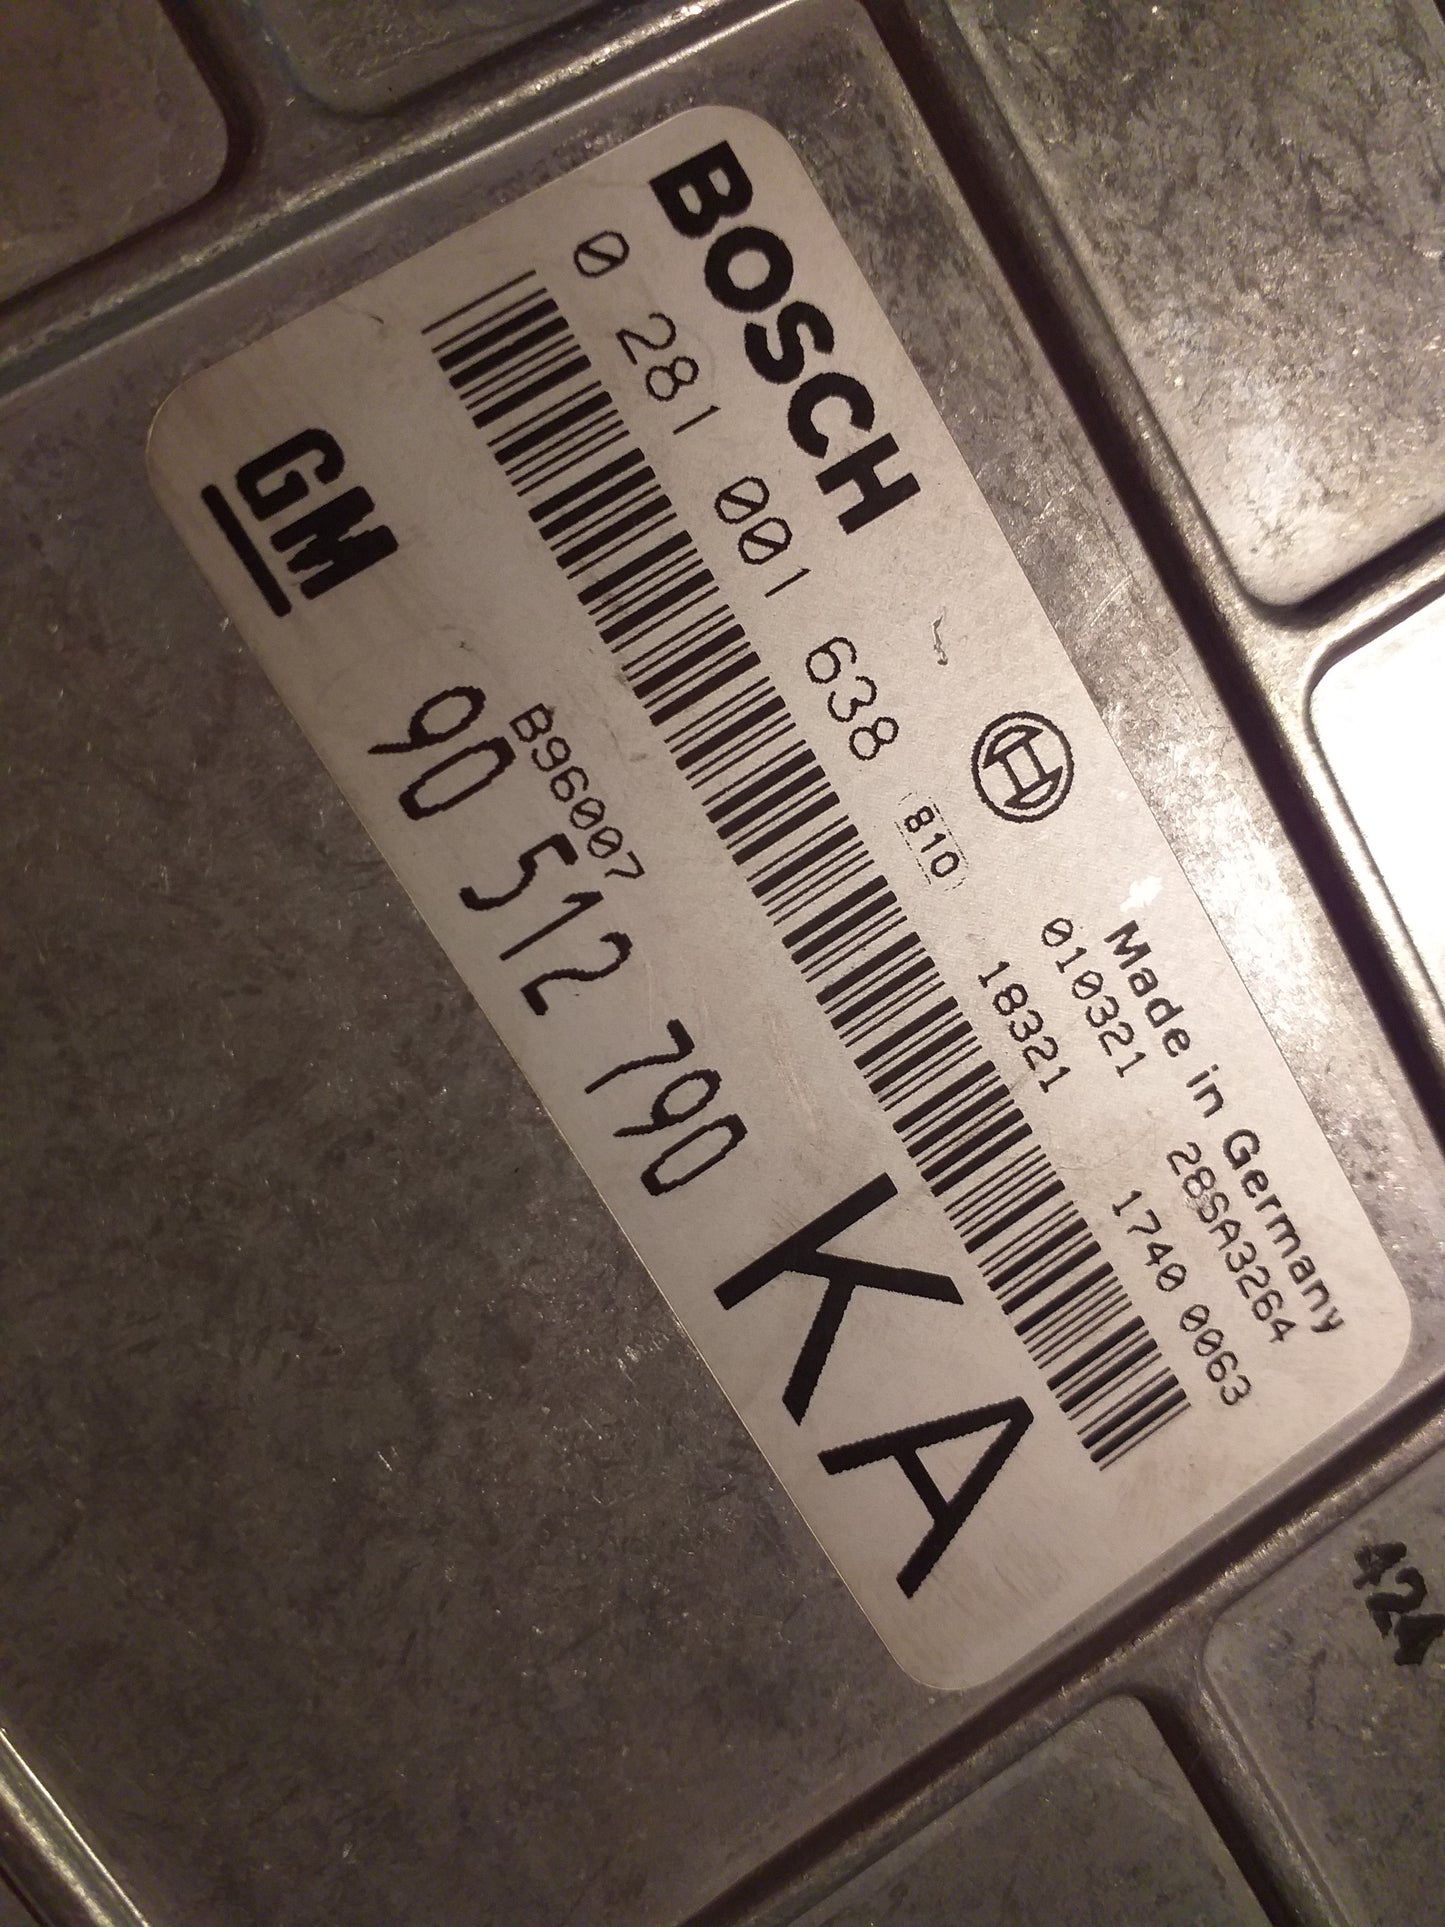 BOSCH
Made in Germany
0 281 001 638
810
010321
28SA3264
18321
1740 0063
B96007
GM
90 512 790
KA
424